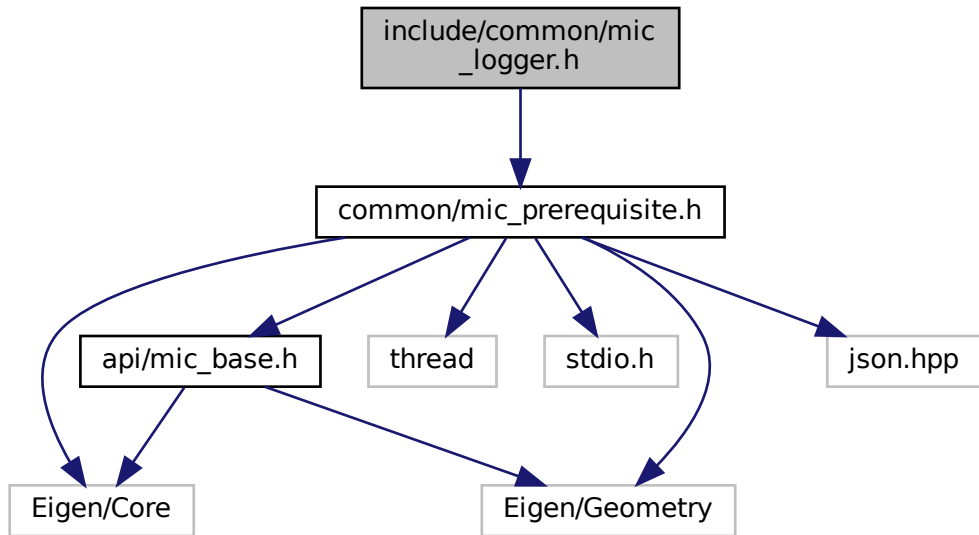 include/common/mic
_logger.h
common/mic_prerequisite.h
api/mic_base.h
thread
stdio.h
json.hpp
Eigen/Core
Eigen/Geometry